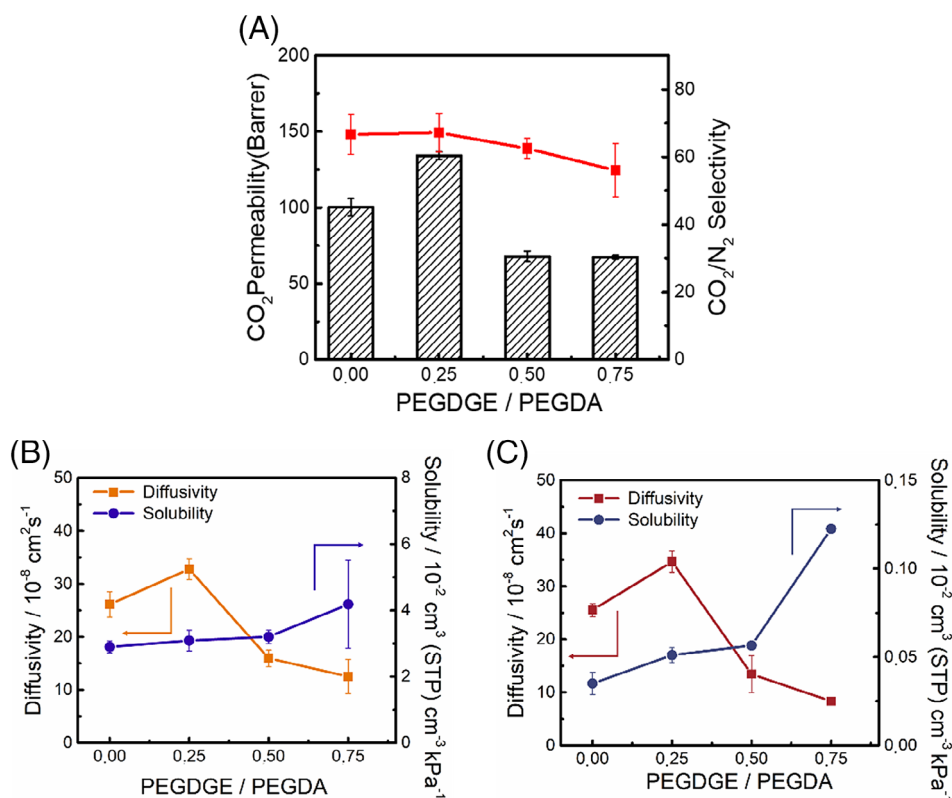 (A)
200
150
100
50
0
CO₂Permeability(Barrer)
80
60
40
20
0
CO₂/N₂ Selectivity
0.00 0.25 0.50 0.75
PEGDGE / PEGDA
(B)
50
40
30
20
10
0
Diffusivity / 10⁻⁸ cm²s⁻¹
Diffusivity
Solubility
8
6
4
2
0
Solubility / 10⁻² cm³ (STP) cm⁻³ kPa⁻¹
0.00 0.25 0.50 0.75
PEGDGE / PEGDA
(C)
50
40
30
20
10
0
Diffusivity / 10⁻⁸ cm²s⁻¹
Diffusivity
Solubility
0.15
0.10
0.05
0.00
Solubility / 10⁻² cm³ (STP) cm⁻³ kPa⁻¹
0.00 0.25 0.50 0.75
PEGDGE / PEGDA